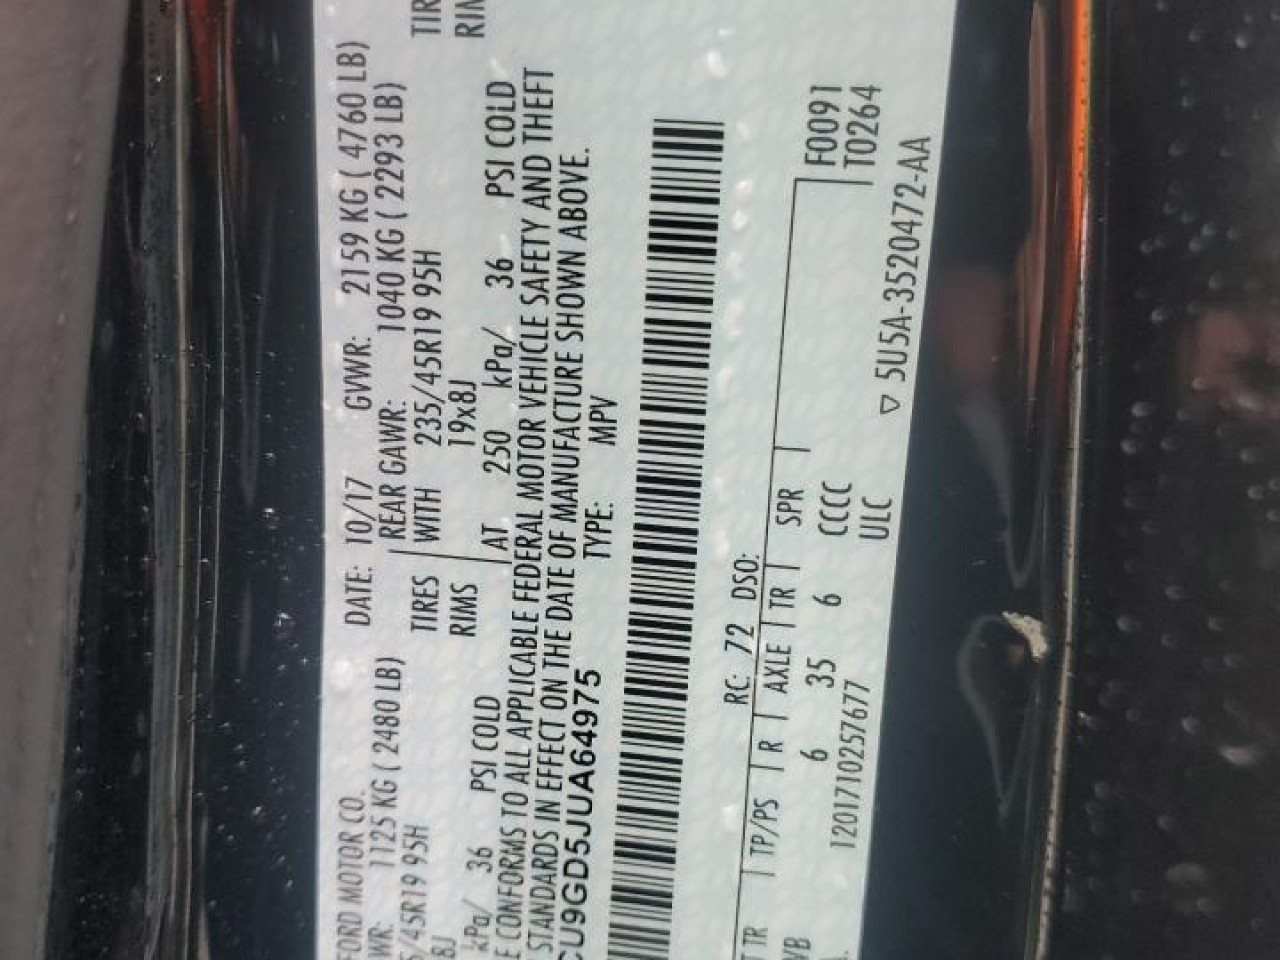 FORD MOTOR CO. DATE: 10/17 GVWR: 2159 KG ( 4760 LB)
WR: 1125 KG ( 2480 LB) REAR GAWR: 1040 KG ( 2293 LB)
5/45R19 95H TIRES WITH 235/45R19 95H TIR
8J RIMS 19x8J RIM
kPa/ 36 PSI COLD AT 250 kPa/ 36 PSI COLD
E CONFORMS TO ALL APPLICABLE FEDERAL MOTOR VEHICLE SAFETY AND THEFT
STANDARDS IN EFFECT ON THE DATE OF MANUFACTURE SHOWN ABOVE.
CU9GD5JUA64975 TYPE: MPV
RC: 72 DSO:
TR TP/PS R AXLE TR SPR F0091
VB 6 35 6 CCCC T0264
1201710257677 ULC
▽ 5U5A-3520472-AA